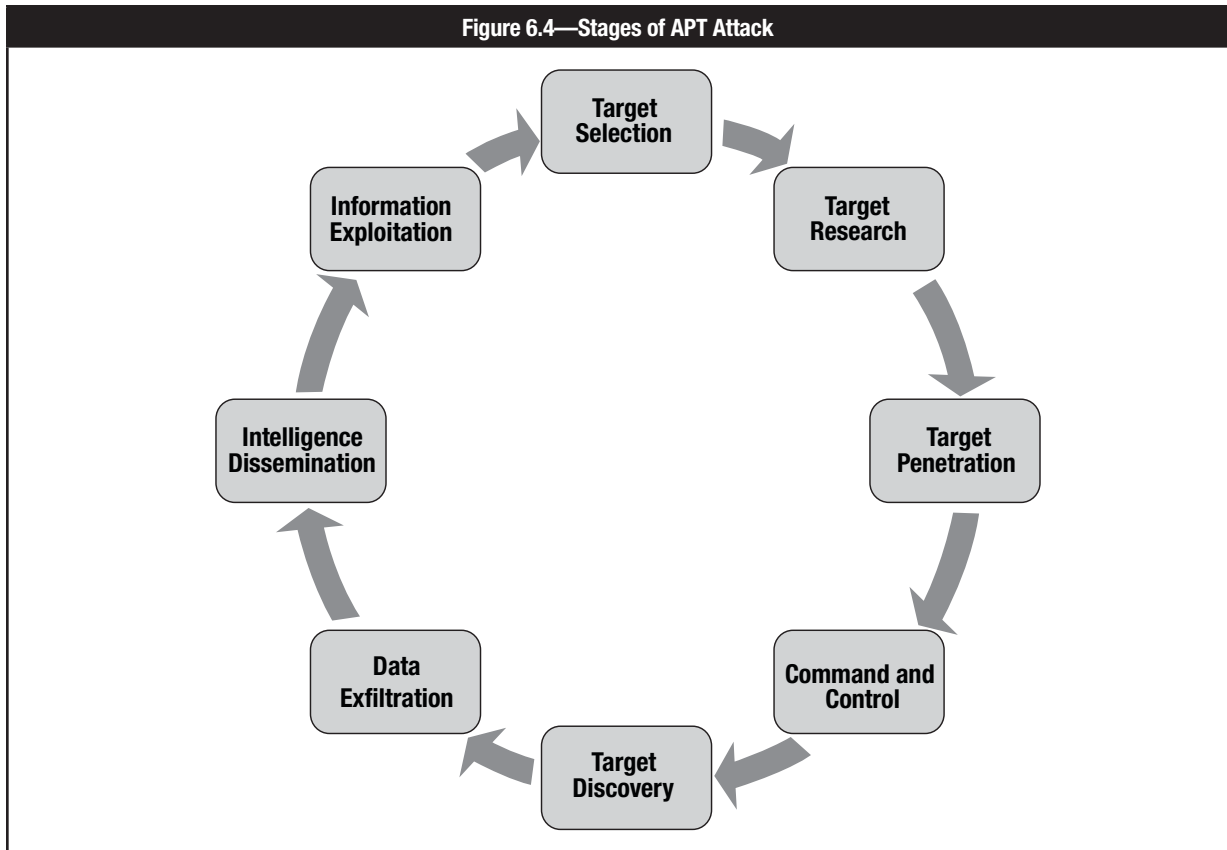 Figure 6.4—Stages of APT Attack
Target
Selection
Target
Research
Target
Penetration
Command and
Control
Target
Discovery
Data
Exfiltration
Intelligence
Dissemination
Information
Exploitation